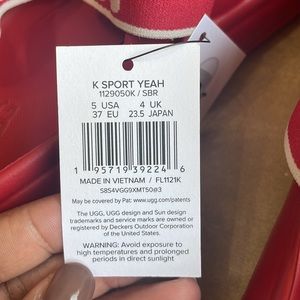 K SPORT YEAH
1129050K / SBR
5 USA 4 UK
37 EU 23.5 JAPAN
1 95719 39224 6
MADE IN VIETNAM / FL1121K
S8S4VGG9XMT50#3
May be covered by Pat: www.ugg.com/patents
The UGG, UGG design and Sun design
trademarks and service marks are owned or
registered by Deckers Outdoor Corporation
of the United States.
WARNING: Avoid exposure to
high temperatures and prolonged
periods in direct sunlight